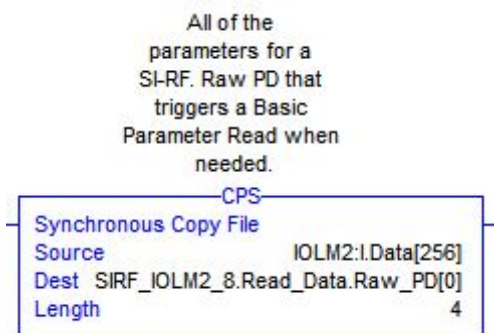 All of the
parameters for a
SI-RF. Raw PD that
triggers a Basic
Parameter Read when
needed.
CPS
Synchronous Copy File
Source IOLM2:I.Data[256]
Dest SIRF_IOLM2_8.Read_Data.Raw_PD[0]
Length 4